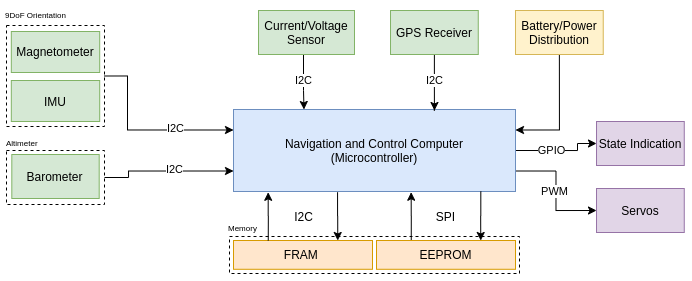 9DoF Orientation
Magnetometer
IMU
Current/Voltage
Sensor
GPS Receiver
Battery/Power
Distribution
I2C
I2C
I2C
Altimeter
Barometer
I2C
Navigation and Control Computer
(Microcontroller)
GPIO
State Indication
PWM
Servos
I2C
SPI
Memory
FRAM
EEPROM